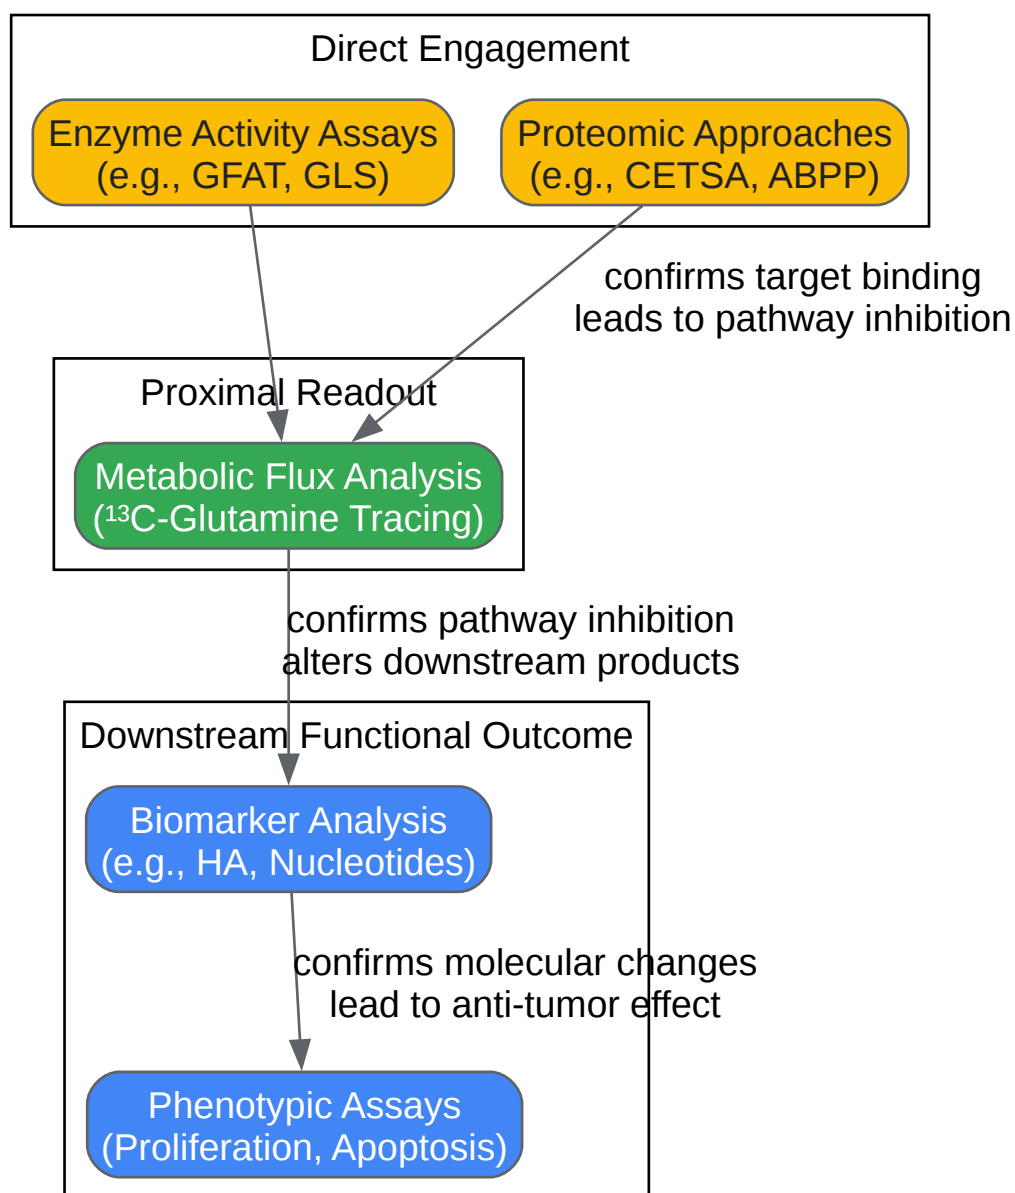 Direct Engagement
Enzyme Activity Assays
(e.g., GFAT, GLS)
Proteomic Approaches
(e.g., CETSA, ABPP)
confirms target binding
leads to pathway inhibition
Proximal Readout
Metabolic Flux Analysis
(¹³C-Glutamine Tracing)
confirms pathway inhibition
alters downstream products
Downstream Functional Outcome
Biomarker Analysis
(e.g., HA, Nucleotides)
confirms molecular changes
lead to anti-tumor effect
Phenotypic Assays
(Proliferation, Apoptosis)